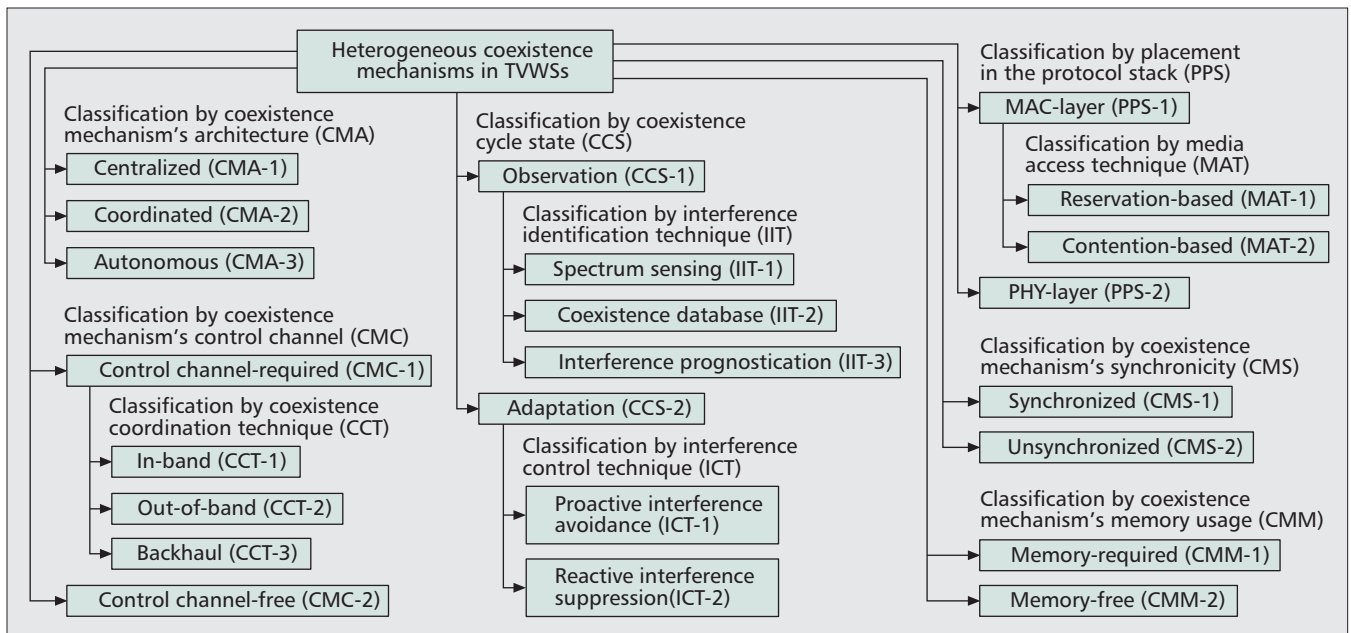 Heterogeneous coexistence
mechanisms in TVWSs
Classification by coexistence
mechanism's architecture (CMA)
Centralized (CMA-1)
Coordinated (CMA-2)
Autonomous (CMA-3)
Classification by coexistence
mechanism's control channel (CMC)
Control channel-required (CMC-1)
Classification by coexistence
coordination technique (CCT)
In-band (CCT-1)
Out-of-band (CCT-2)
Backhaul (CCT-3)
Control channel-free (CMC-2)
Classification by coexistence
cycle state (CCS)
Observation (CCS-1)
Classification by interference
identification technique (IIT)
Spectrum sensing (IIT-1)
Coexistence database (IIT-2)
Interference prognostication (IIT-3)
Adaptation (CCS-2)
Classification by interference
control technique (ICT)
Proactive interference
avoidance (ICT-1)
Reactive interference
suppression(ICT-2)
Classification by placement
in the protocol stack (PPS)
MAC-layer (PPS-1)
Classification by media
access technique (MAT)
Reservation-based (MAT-1)
Contention-based (MAT-2)
PHY-layer (PPS-2)
Classification by coexistence
mechanism's synchronicity (CMS)
Synchronized (CMS-1)
Unsynchronized (CMS-2)
Classification by coexistence
mechanism's memory usage (CMM)
Memory-required (CMM-1)
Memory-free (CMM-2)